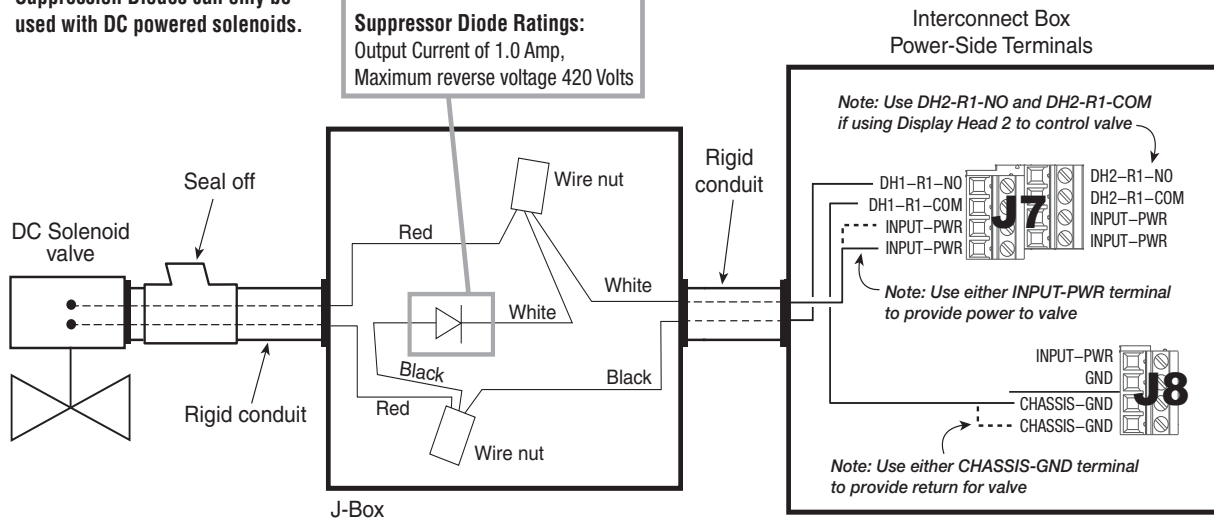 used with DC powered solenoids.
Suppressor Diode Ratings:
Output Current of 1.0 Amp,
Maximum reverse voltage 420 Volts
Interconnect Box
Power-Side Terminals
Note: Use DH2-R1-NO and DH2-R1-COM
if using Display Head 2 to control valve
DC Solenoid
valve
Seal off
Rigid conduit
Red
Wire nut
White
White
Black
Black
Red
Wire nut
J-Box
Rigid
conduit
DH1–R1–NO
DH1–R1–COM
INPUT–PWR
INPUT–PWR
J7
DH2–R1–NO
DH2–R1–COM
INPUT–PWR
INPUT–PWR
Note: Use either INPUT-PWR terminal
to provide power to valve
INPUT–PWR
GND
CHASSIS–GND
CHASSIS–GND
J8
Note: Use either CHASSIS-GND terminal
to provide return for valve